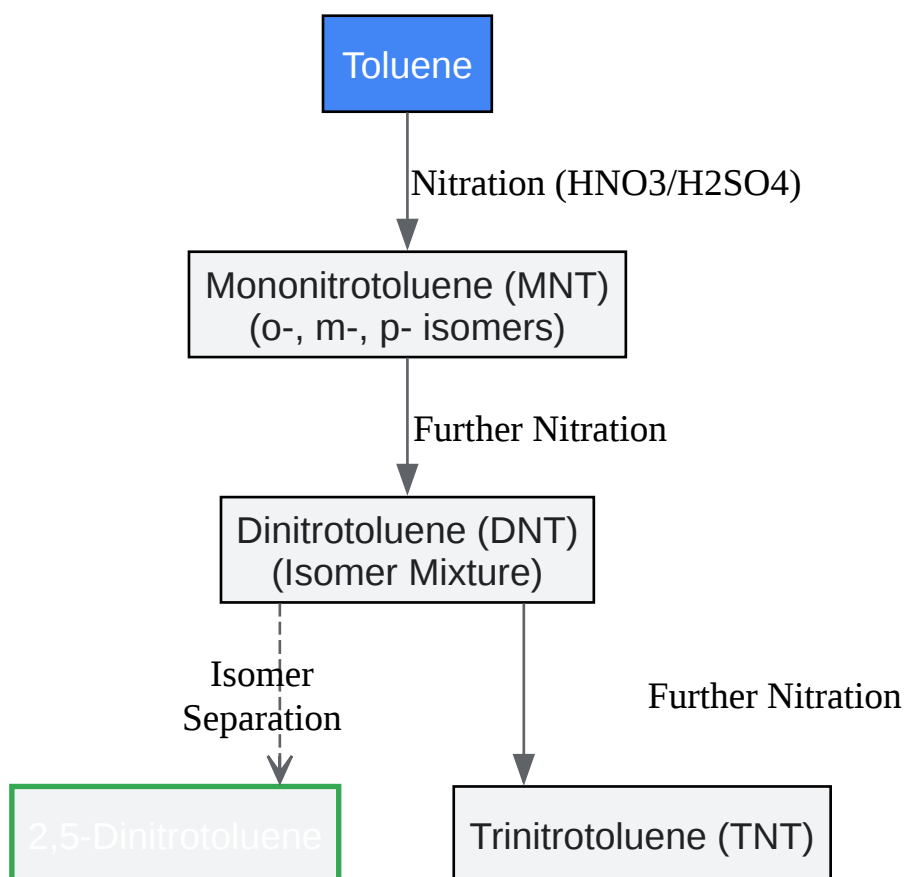 Toluene
Nitration (HNO3/H2SO4)
Mononitrotoluene (MNT)
(o-, m-, p- isomers)
Further Nitration
Dinitrotoluene (DNT)
(Isomer Mixture)
Isomer
Separation
Further Nitration
2,5-Dinitrotoluene
Trinitrotoluene (TNT)